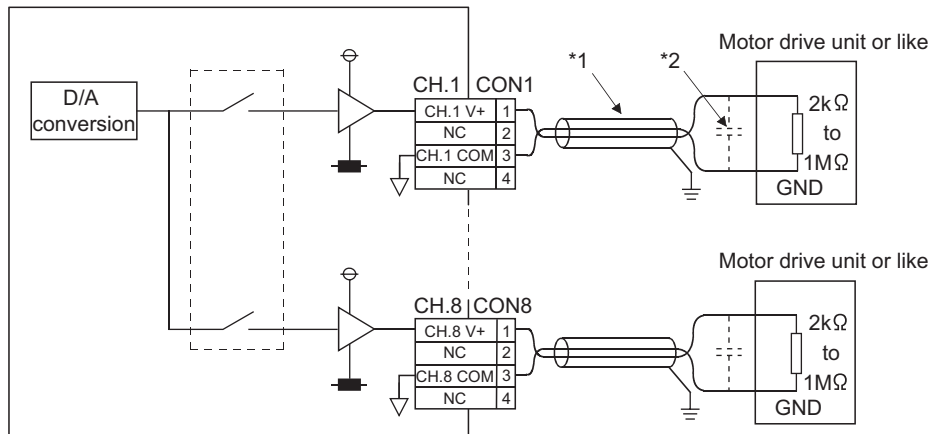 Motor drive unit or like
*1
*2
D/A
conversion
CH.1 CON1
CH.1 V+ 1
NC 2
CH.1 COM 3
NC 4
2kΩ
to
1MΩ
GND
Motor drive unit or like
CH.8 CON8
CH.8 V+ 1
NC 2
CH.8 COM 3
NC 4
2kΩ
to
1MΩ
GND